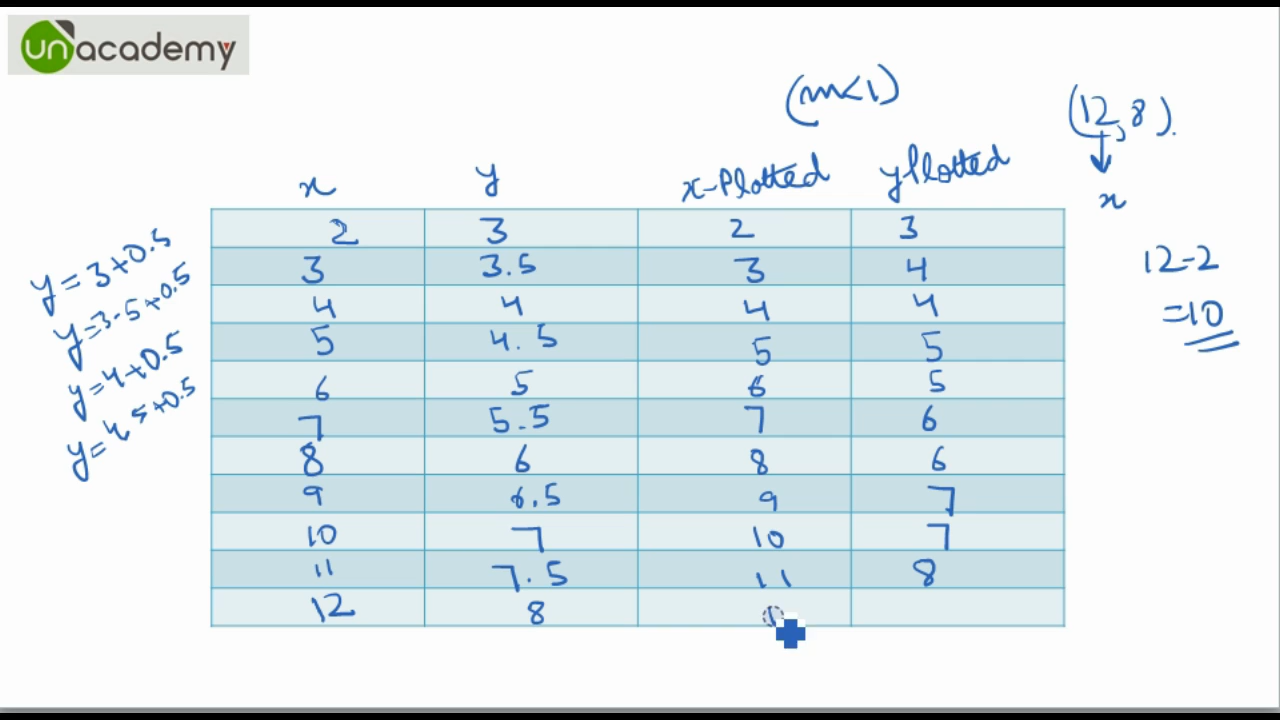 unacademy
(m<1)
(12,8).
x
x y x-Plotted y Plotted
2 3 2 3
3 3.5 3 4
4 4 4 4
5 4.5 5 5
6 5 6 5
7 5.5 7 6
8 6 8 6
9 6.5 9 7
10 7 10 7
11 7.5 11 8
12 8 1
y=3+0.5
y=3.5+0.5
y=4+0.5
y=4.5+0.5
12-2
=10